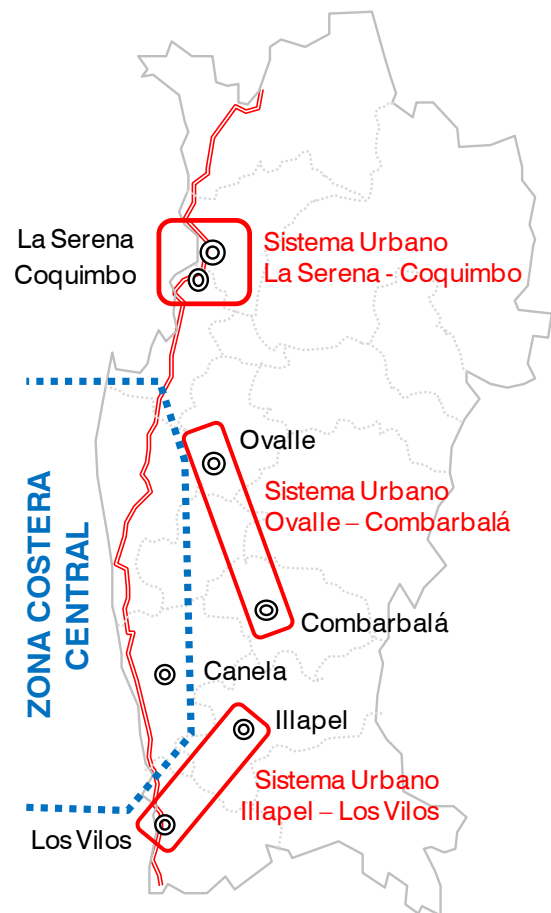 La Serena
Coquimbo
Sistema Urbano
La Serena - Coquimbo
Ovalle
Sistema Urbano
Ovalle – Combarbalá
ZONA COSTERA
CENTRAL
Combarbalá
Canela
Illapel
Sistema Urbano
Illapel – Los Vilos
Los Vilos